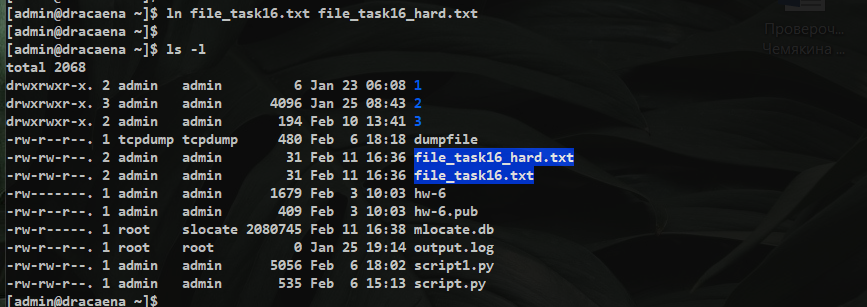 [admin@dracaena ~]$ ln file_task16.txt file_task16_hard.txt
[admin@dracaena ~]$
[admin@dracaena ~]$ ls -l
total 2068
drwxrwxr-x. 2 admin   admin         6 Jan 23 06:08 1
drwxrwxr-x. 3 admin   admin      4096 Jan 25 08:43 2
drwxrwxr-x. 2 admin   admin       194 Feb 10 13:41 3
-rw-r--r--. 1 tcpdump tcpdump     480 Feb  6 18:18 dumpfile
-rw-rw-r--. 2 admin   admin        31 Feb 11 16:36 file_task16_hard.txt
-rw-rw-r--. 2 admin   admin        31 Feb 11 16:36 file_task16.txt
-rw-------. 1 admin   admin      1679 Feb  3 10:03 hw-6
-rw-r--r--. 1 admin   admin       409 Feb  3 10:03 hw-6.pub
-rw-r-----. 1 root    slocate 2080745 Feb 11 16:38 mlocate.db
-rw-r--r--. 1 root    root          0 Jan 25 19:14 output.log
-rw-rw-r--. 1 admin   admin      5056 Feb  6 18:02 script1.py
-rw-rw-r--. 1 admin   admin       535 Feb  6 15:13 script.py
[admin@dracaena ~]$
Провероч...
Чемякина ...